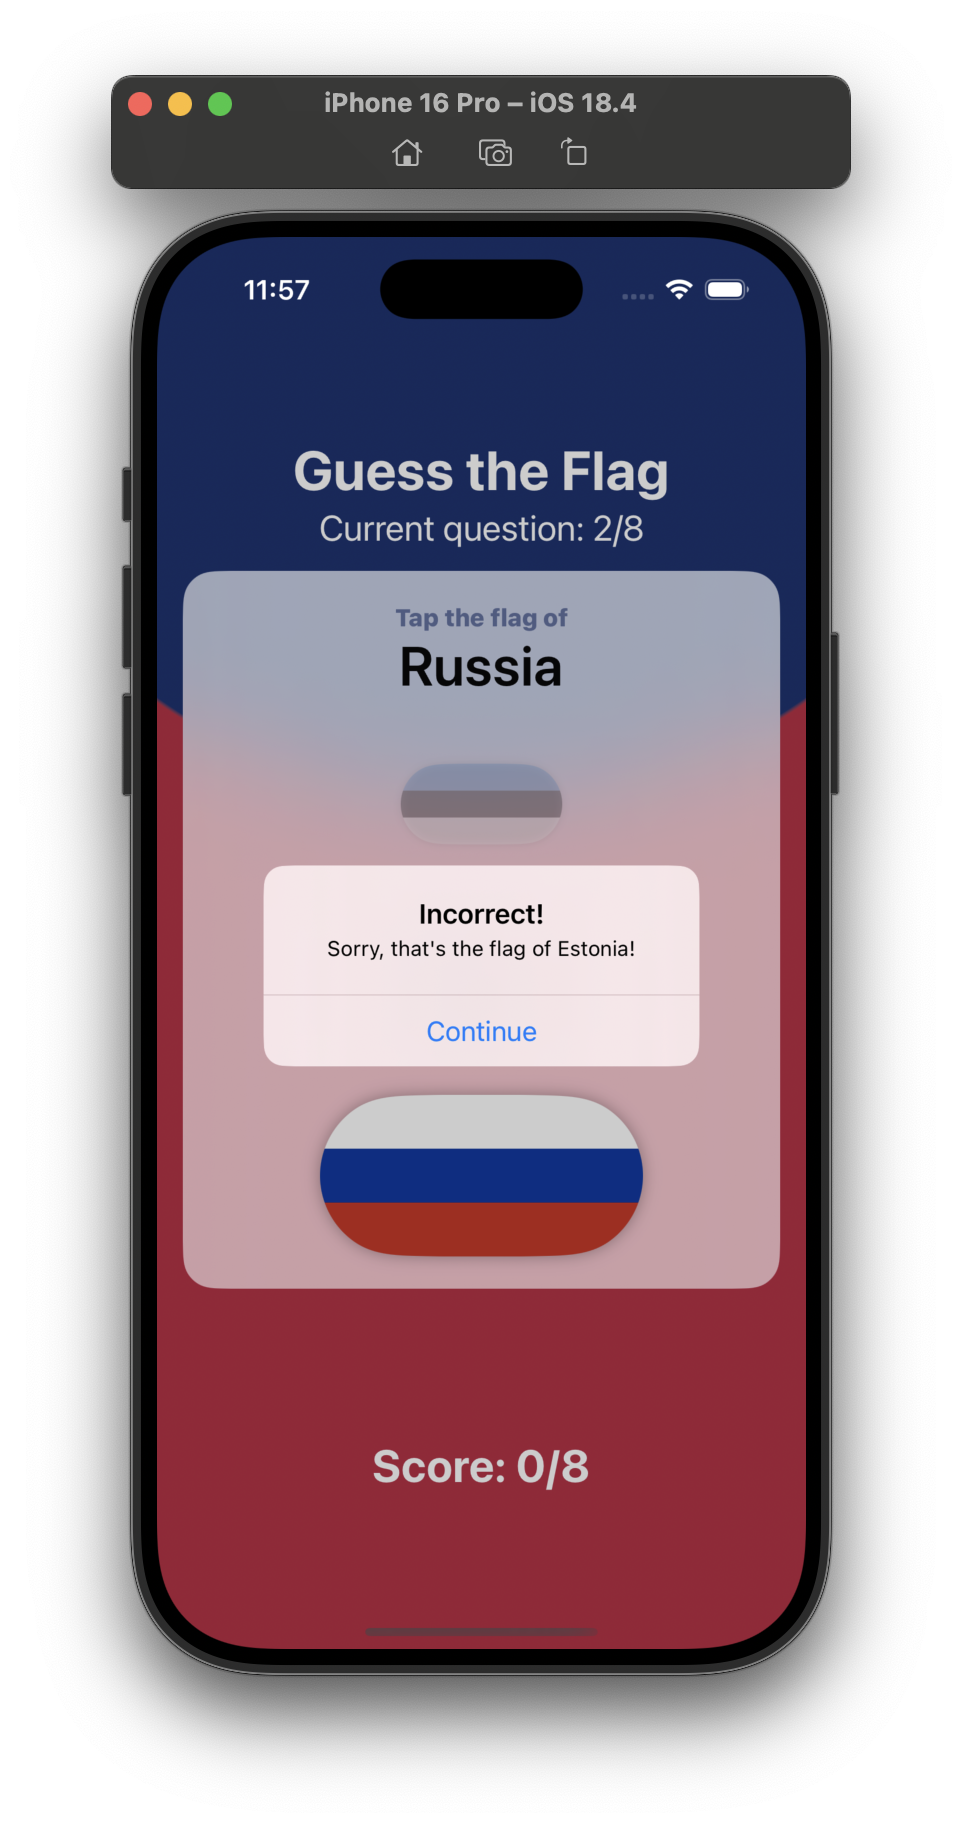 iPhone 16 Pro – iOS 18.4
11:57
Guess the Flag
Current question: 2/8
Tap the flag of
Russia
Incorrect!
Sorry, that's the flag of Estonia!
Continue
Score: 0/8